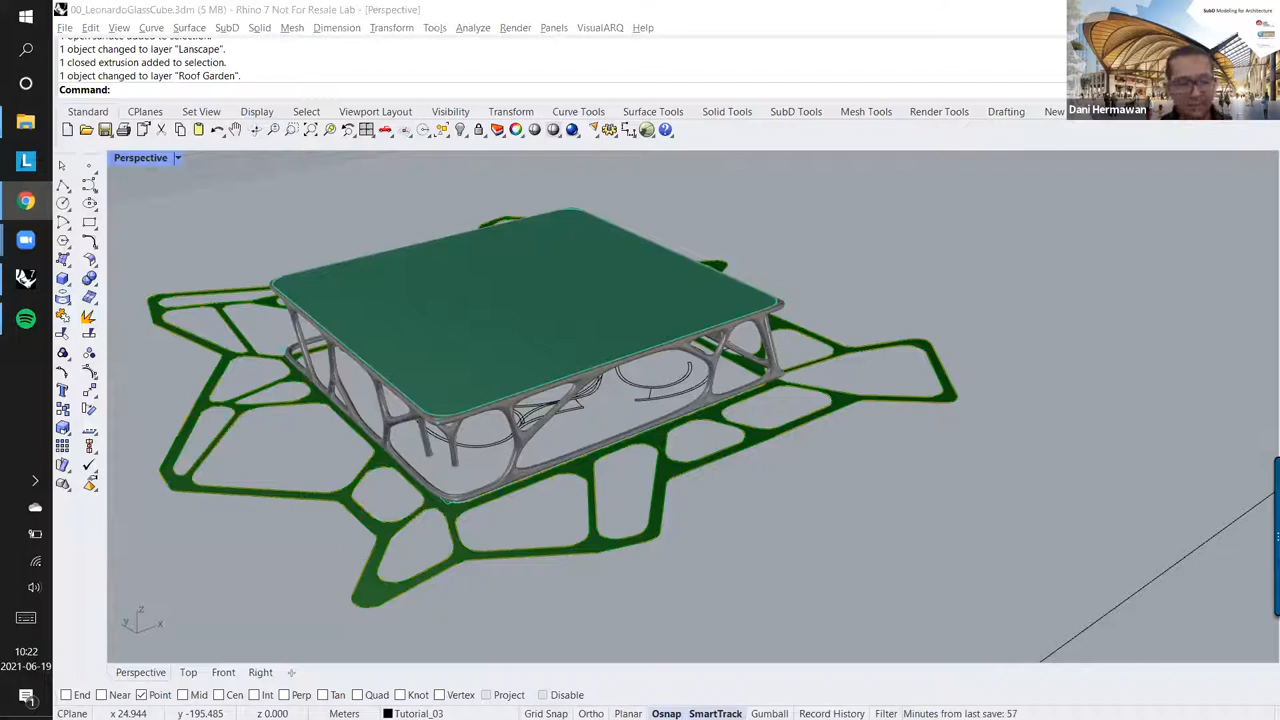 00_LeonardoGlassCube.3dm (5 MB) - Rhino 7 Not For Resale Lab - [Perspective]
File Edit View Curve Surface SubD Solid Mesh Dimension Transform Tools Analyze Render Panels VisualARQ Help
1 object changed to layer "Lanscape".
1 closed extrusion added to selection.
1 object changed to layer "Roof Garden".
Command:
SubD Modeling for Architecture
Dani Hermawan
Standard CPlanes Set View Display Select Viewport Layout Visibility Transform Curve Tools Surface Tools Solid Tools SubD Tools Mesh Tools Render Tools Drafting New
Perspective
z
y
x
10:22
2021-06-19
1
Perspective Top Front Right
End Near Point Mid Cen Int Perp Tan Quad Knot Vertex Project Disable
CPlane x 24.944 y -195.485 z 0.000 Meters Tutorial_03 Grid Snap Ortho Planar Osnap SmartTrack Gumball Record History Filter Minutes from last save: 57